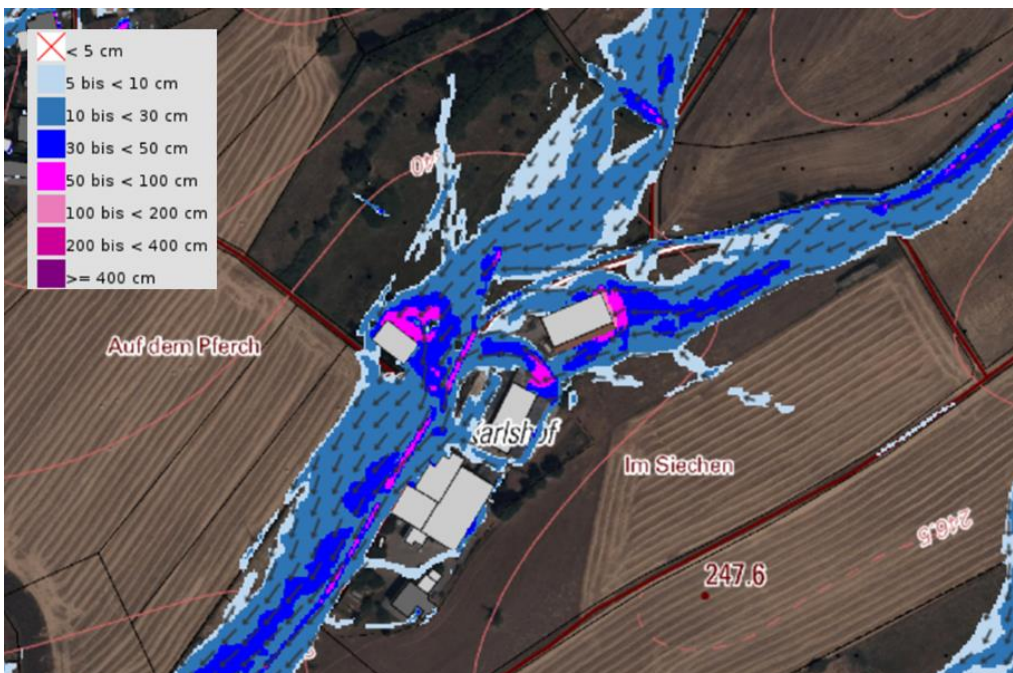 < 5 cm
5 bis < 10 cm
10 bis < 30 cm
30 bis < 50 cm
50 bis < 100 cm
100 bis < 200 cm
200 bis < 400 cm
>= 400 cm
Auf dem Pferch
Karlshof
Im Siechen
246.5
247.6